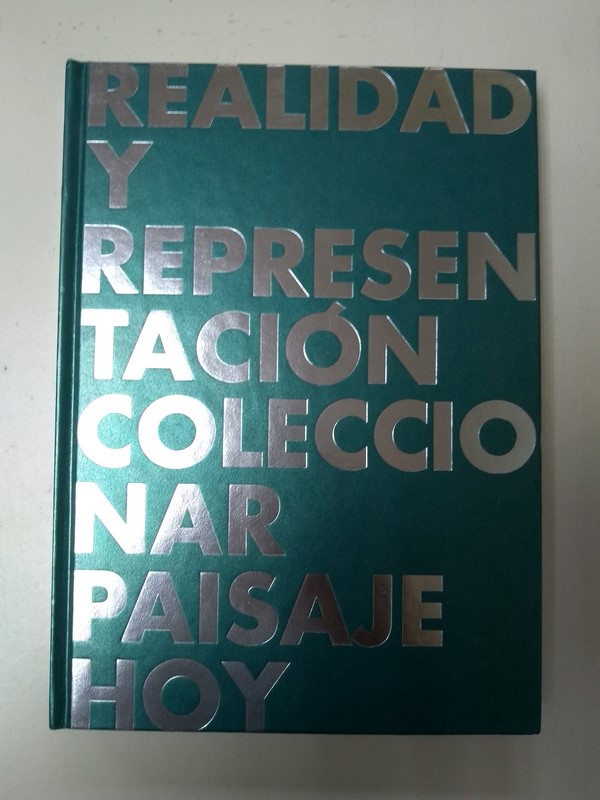 REALIDAD
Y
REPRESEN
TACIÓN
COLECCIO
NAR
PAISAJE
HOY